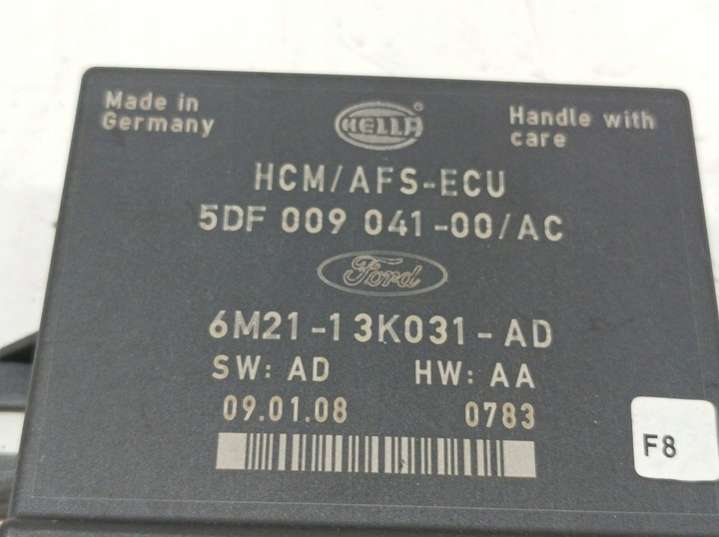 Made in
Germany
HELLA®
Handle with
care
HCM/AFS-ECU
5DF 009 041-00/AC
Ford
6M21-13K031-AD
SW: AD HW: AA
09.01.08 0783
F8